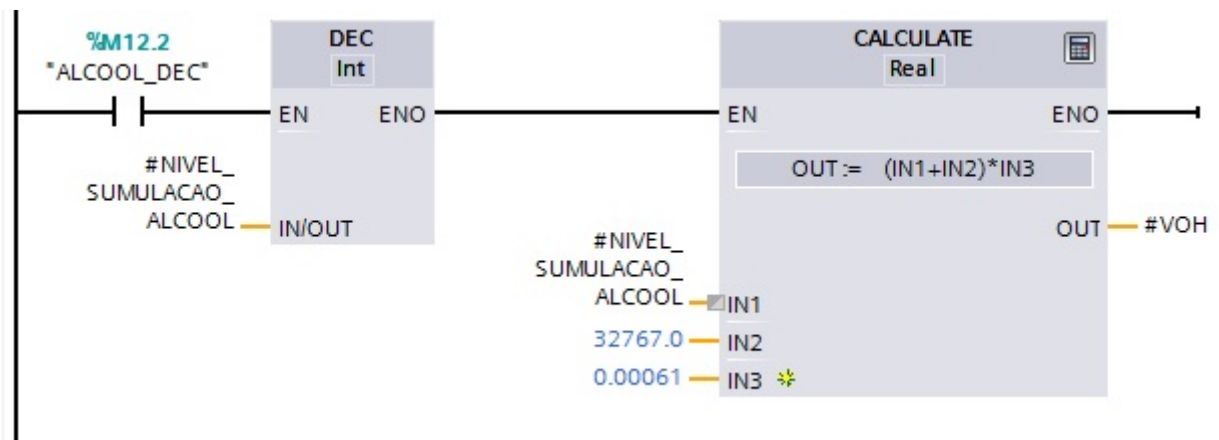 %M12.2
"ALCOOL_DEC"
DEC
Int
EN ENO
#NIVEL_
SUMULACAO_
ALCOOL
IN/OUT
CALCULATE
Real
EN ENO
OUT := (IN1+IN2)*IN3
OUT
#VOH
#NIVEL_
SUMULACAO_
ALCOOL
IN1
32767.0
IN2
0.00061
IN3